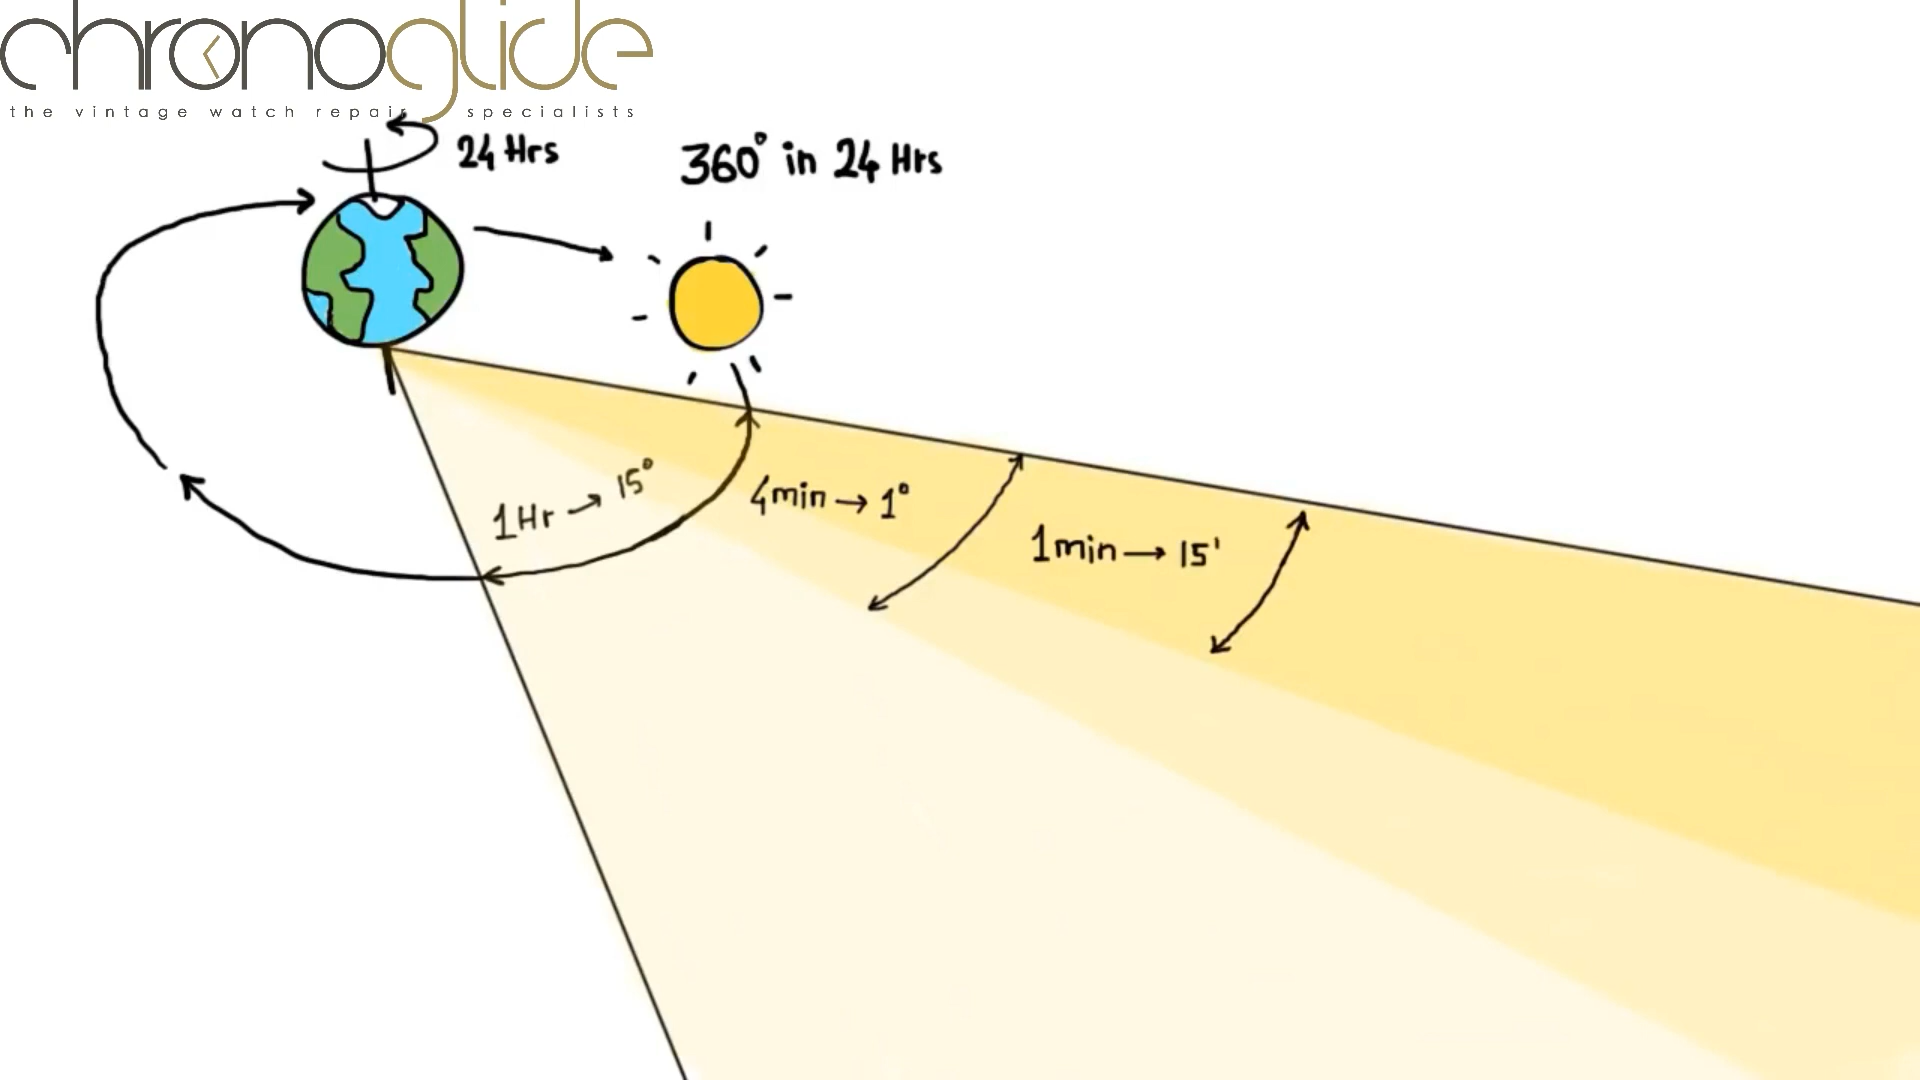 chronoglide
the vintage watch repair specialists
24 Hrs
360° in 24 Hrs
1Hr → 15°
4min → 1°
1min → 15'